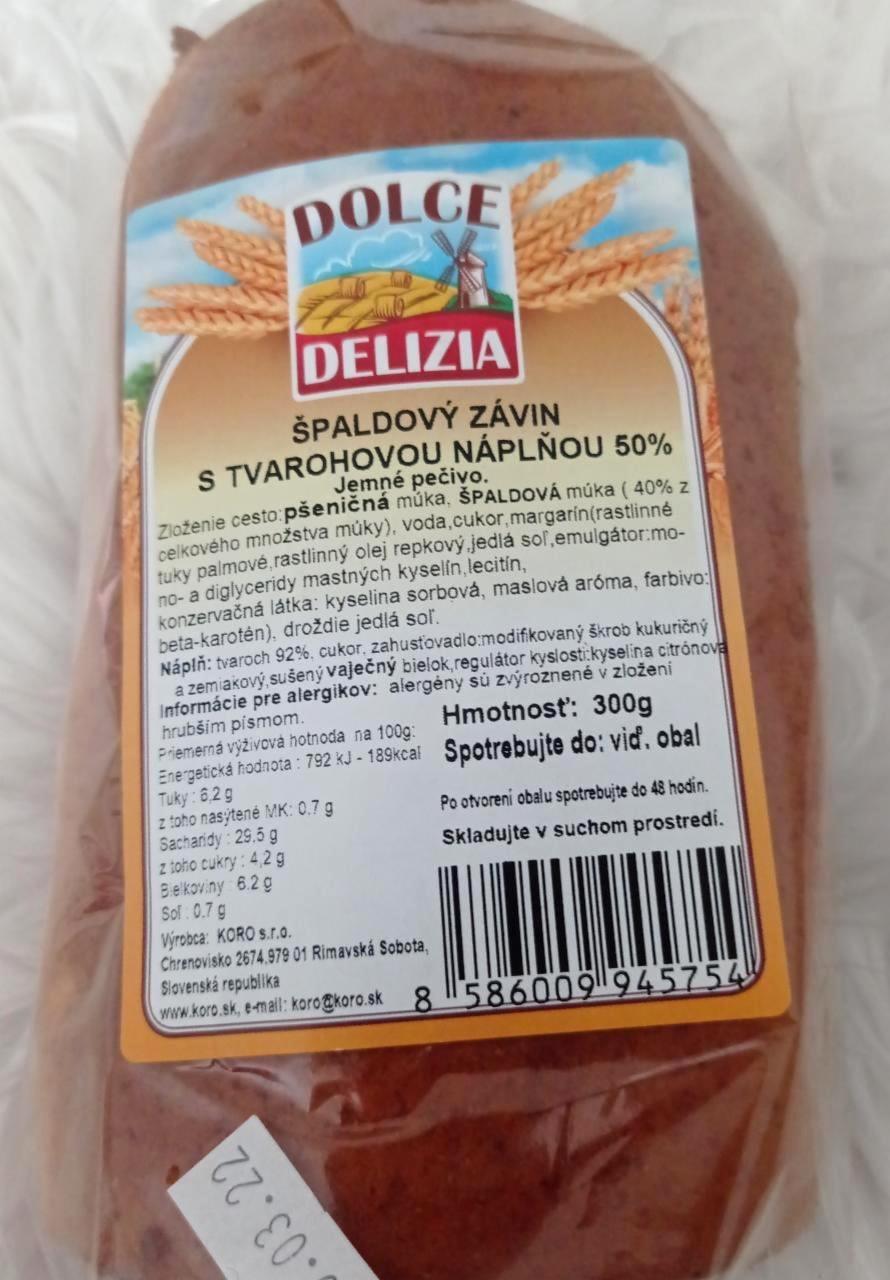 DOLCE
DELIZIA
ŠPALDOVÝ ZÁVIN
S TVAROHOVOU NÁPLŇOU 50%
Jemné pečivo.
Zloženie cesto:pšeničná múka, ŠPALDOVÁ múka ( 40% z
celkového množstva múky), voda,cukor,margarín(rastlinné
tuky palmové,rastlinný olej repkový,jedlá soľ,emulgátor:mo-
no- a diglyceridy mastných kyselín,lecitín,
konzervačná látka: kyselina sorbová, maslová aróma, farbivo:
beta-karotén), droždie jedlá soľ.
Náplň: tvaroch 92%, cukor, zahusťovadlo:modifikovaný škrob kukuričný
a zemiakový,sušený vaječný bielok,regulátor kyslosti:kyselina citrónová
Informácie pre alergikov: alergény sú zvýroznené v zložení
hrubším písmom.
Priemerná výživová hotnoda na 100g:
Energetická hodnota : 792 kJ - 189kcal
Tuky : 6,2 g
z toho nasýtené MK: 0.7 g
Sacharidy : 29.5 g
z toho cukry : 4,2 g
Bielkoviny : 6.2 g
Soľ : 0.7 g
Výrobca: KORO s.r.o.
Chrenovisko 2674,979 01 Rimavská Sobota,
Slovenská republika
www.koro.sk, e-mail: koro@koro.sk
Hmotnosť: 300g
Spotrebujte do: viď. obal
Po otvorení obalu spotrebujte do 48 hodín.
Skladujte v suchom prostredí.
8 586009 945754
.03.22